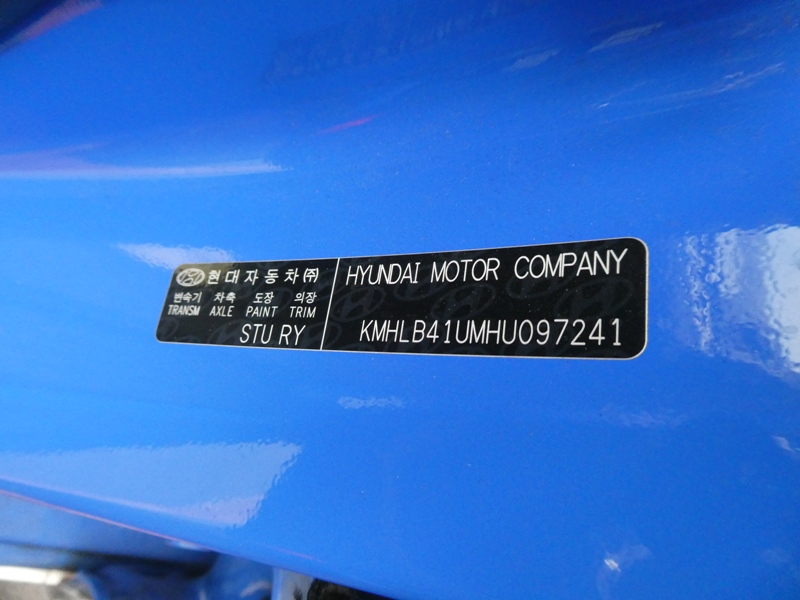 현대자동차㈜
변속기 차축 도장 의장
TRANSM AXLE PAINT TRIM
STU RY
HYUNDAI MOTOR COMPANY
KMHLB41UMHU097241